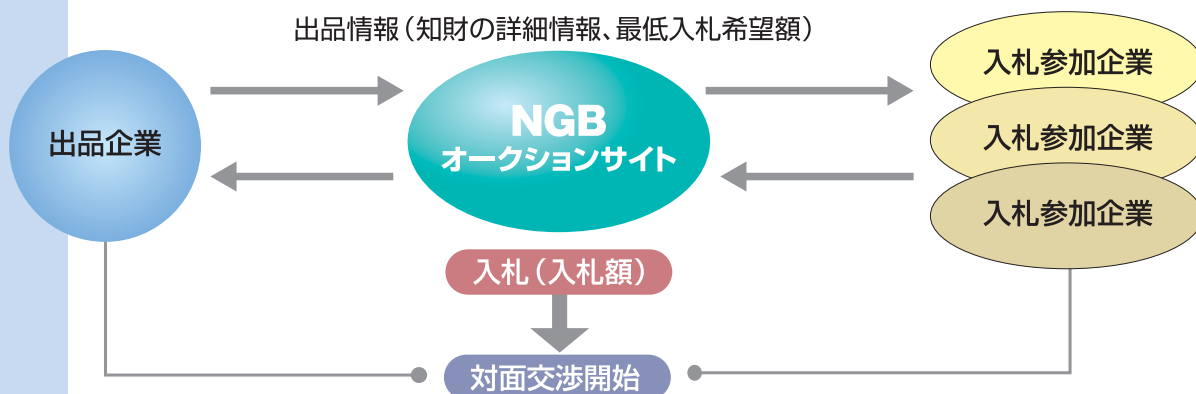 出品情報（知財の詳細情報、最低入札希望額）
出品企業
NGB
オークションサイト
入札参加企業
入札参加企業
入札参加企業
入札（入札額）
対面交渉開始